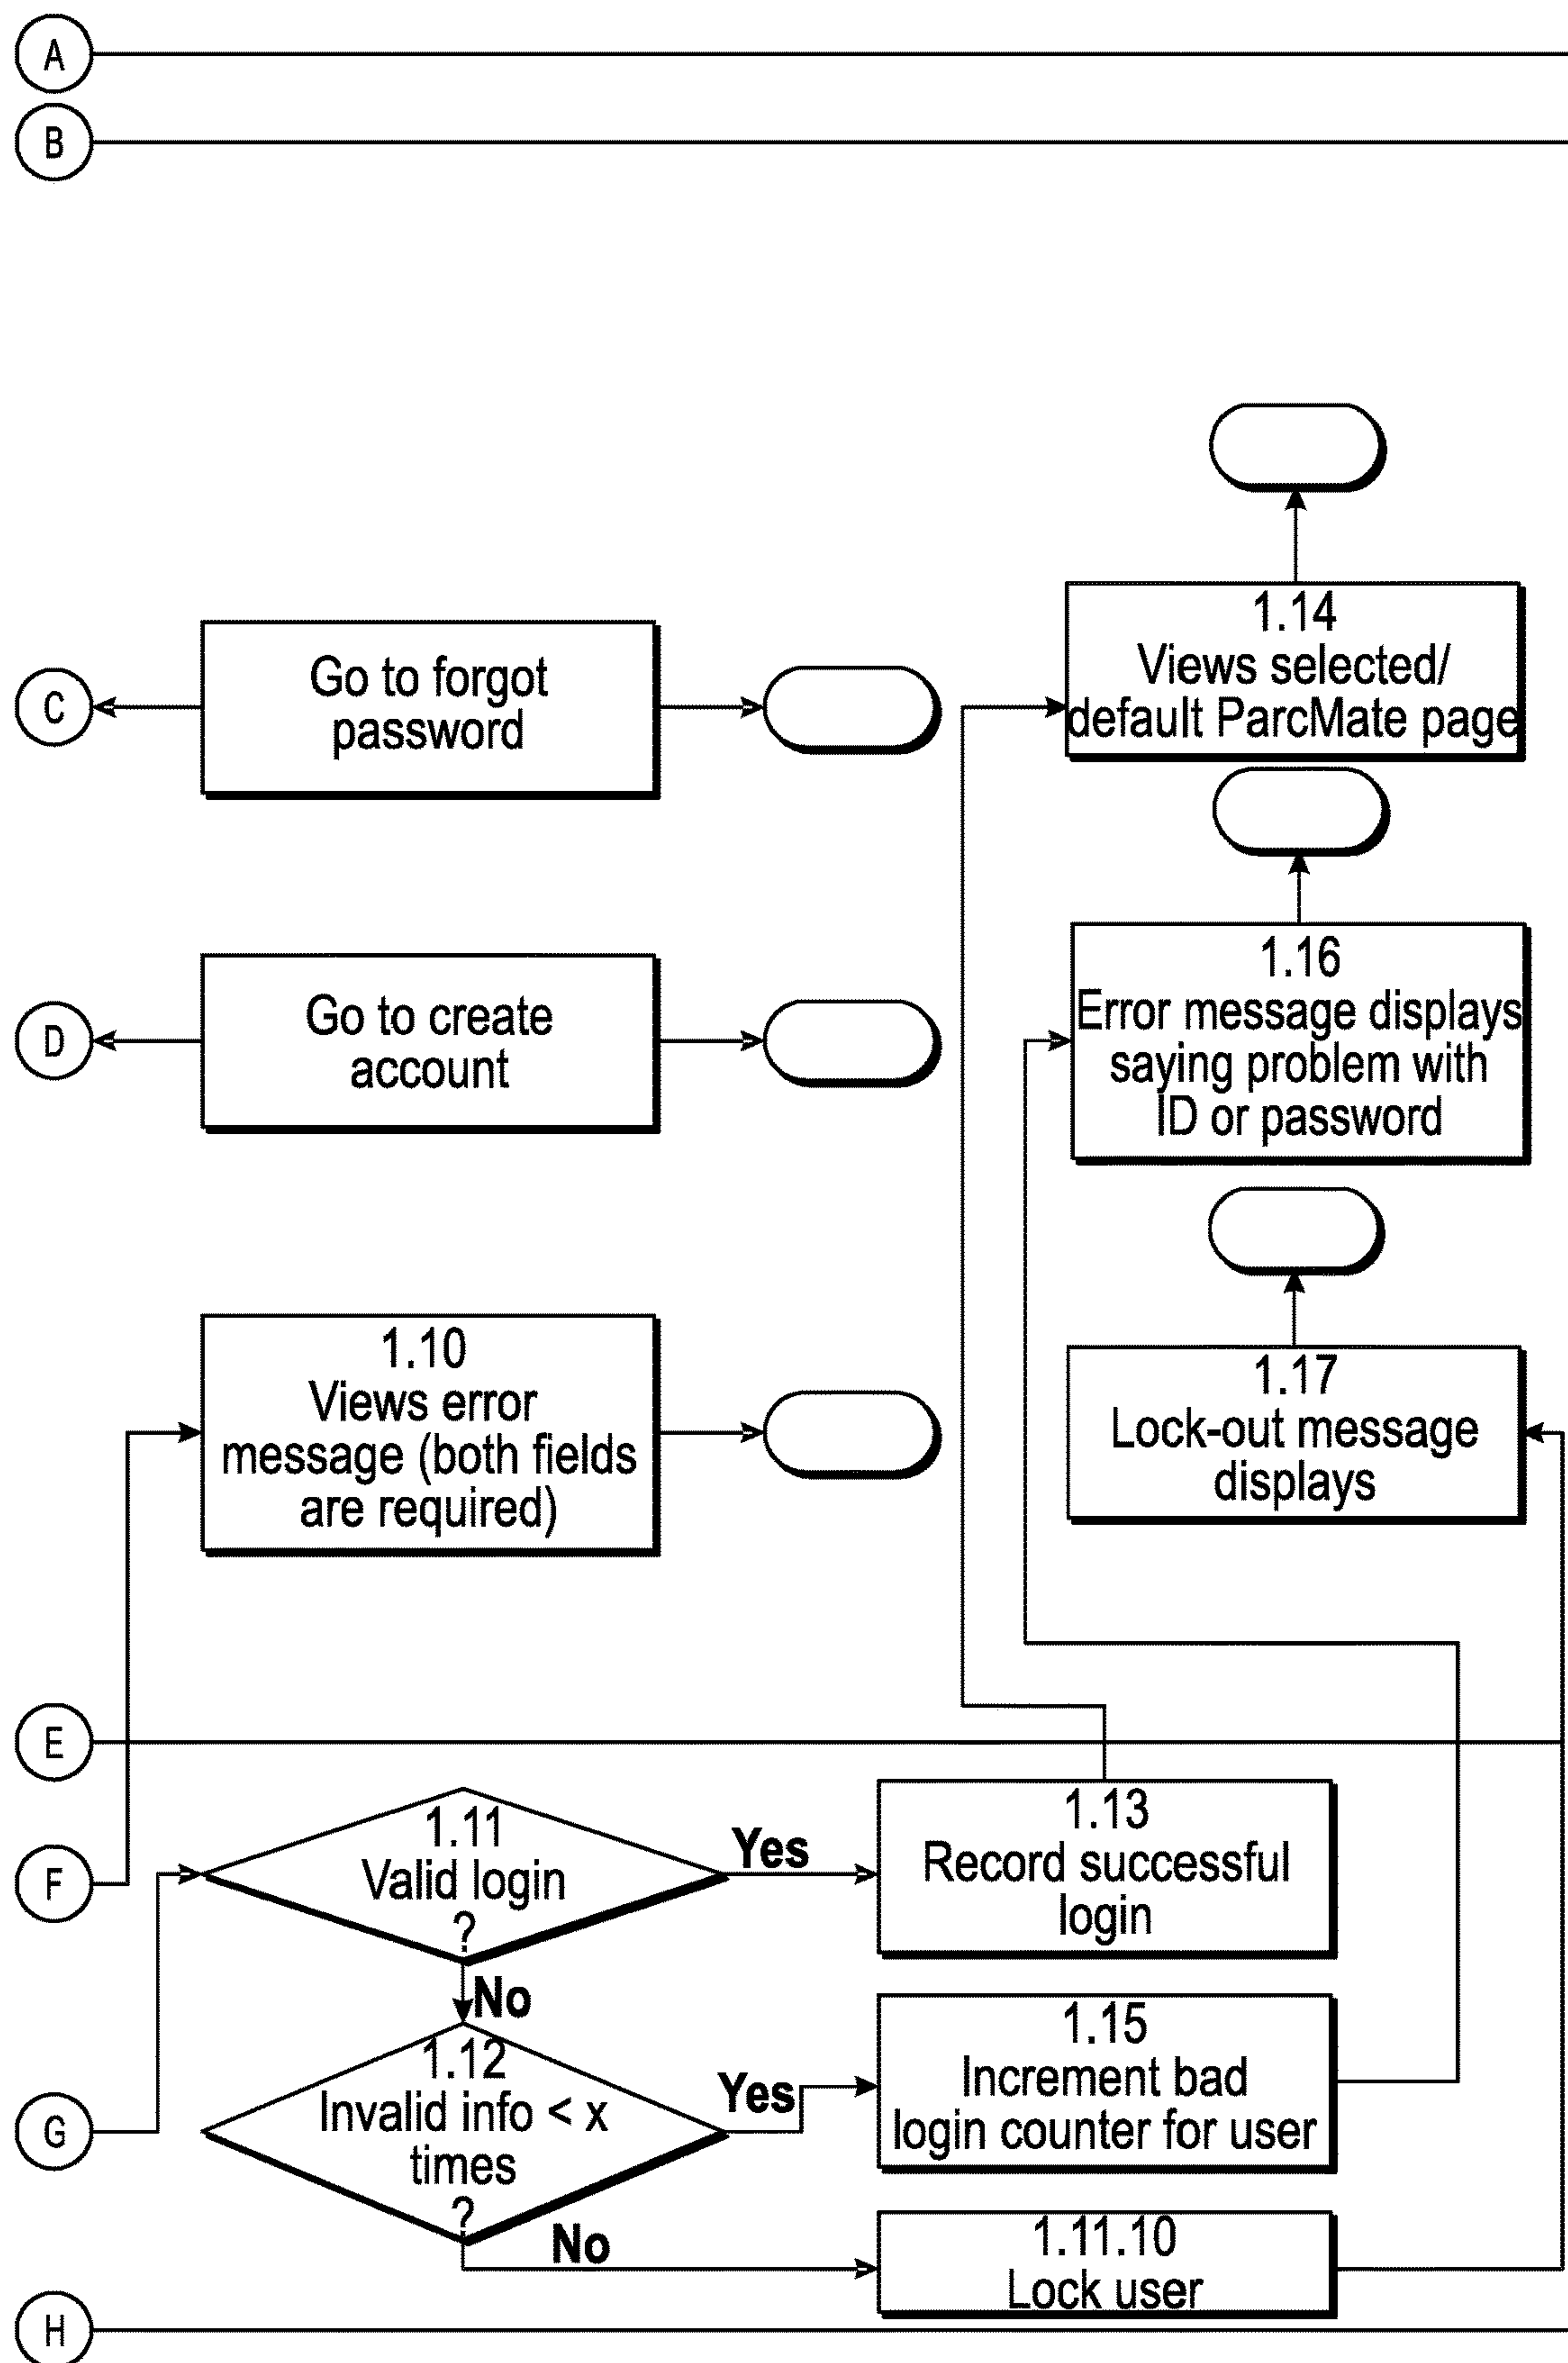 A
B
C
Go to forgot
password
1.14
Views selected/
default ParcMate page
D
Go to create
account
1.16
Error message displays
saying problem with
ID or password
1.10
Views error
message (both fields
are required)
1.17
Lock-out message
displays
E
F
1.11
Valid login
?
Yes
1.13
Record successful
login
No
G
1.12
Invalid info < x
times
?
Yes
1.15
Increment bad
login counter for user
No
1.11.10
Lock user
H